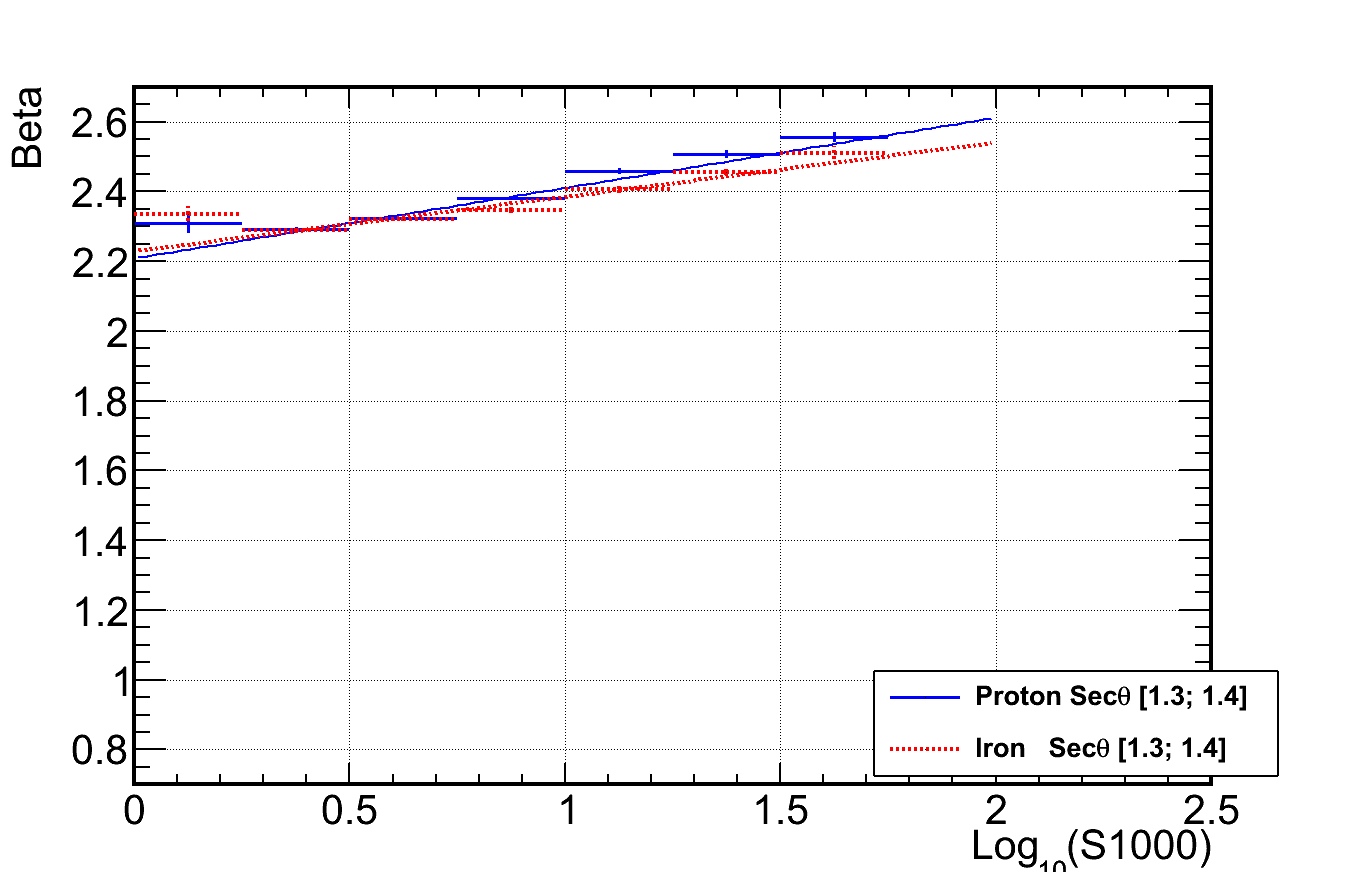 Beta
2.6
2.4
2.2
2
1.8
1.6
1.4
1.2
1
0.8
Proton Secθ [1.3; 1.4]
Iron Secθ [1.3; 1.4]
0 0.5 1 1.5 2 2.5
Log10(S1000)